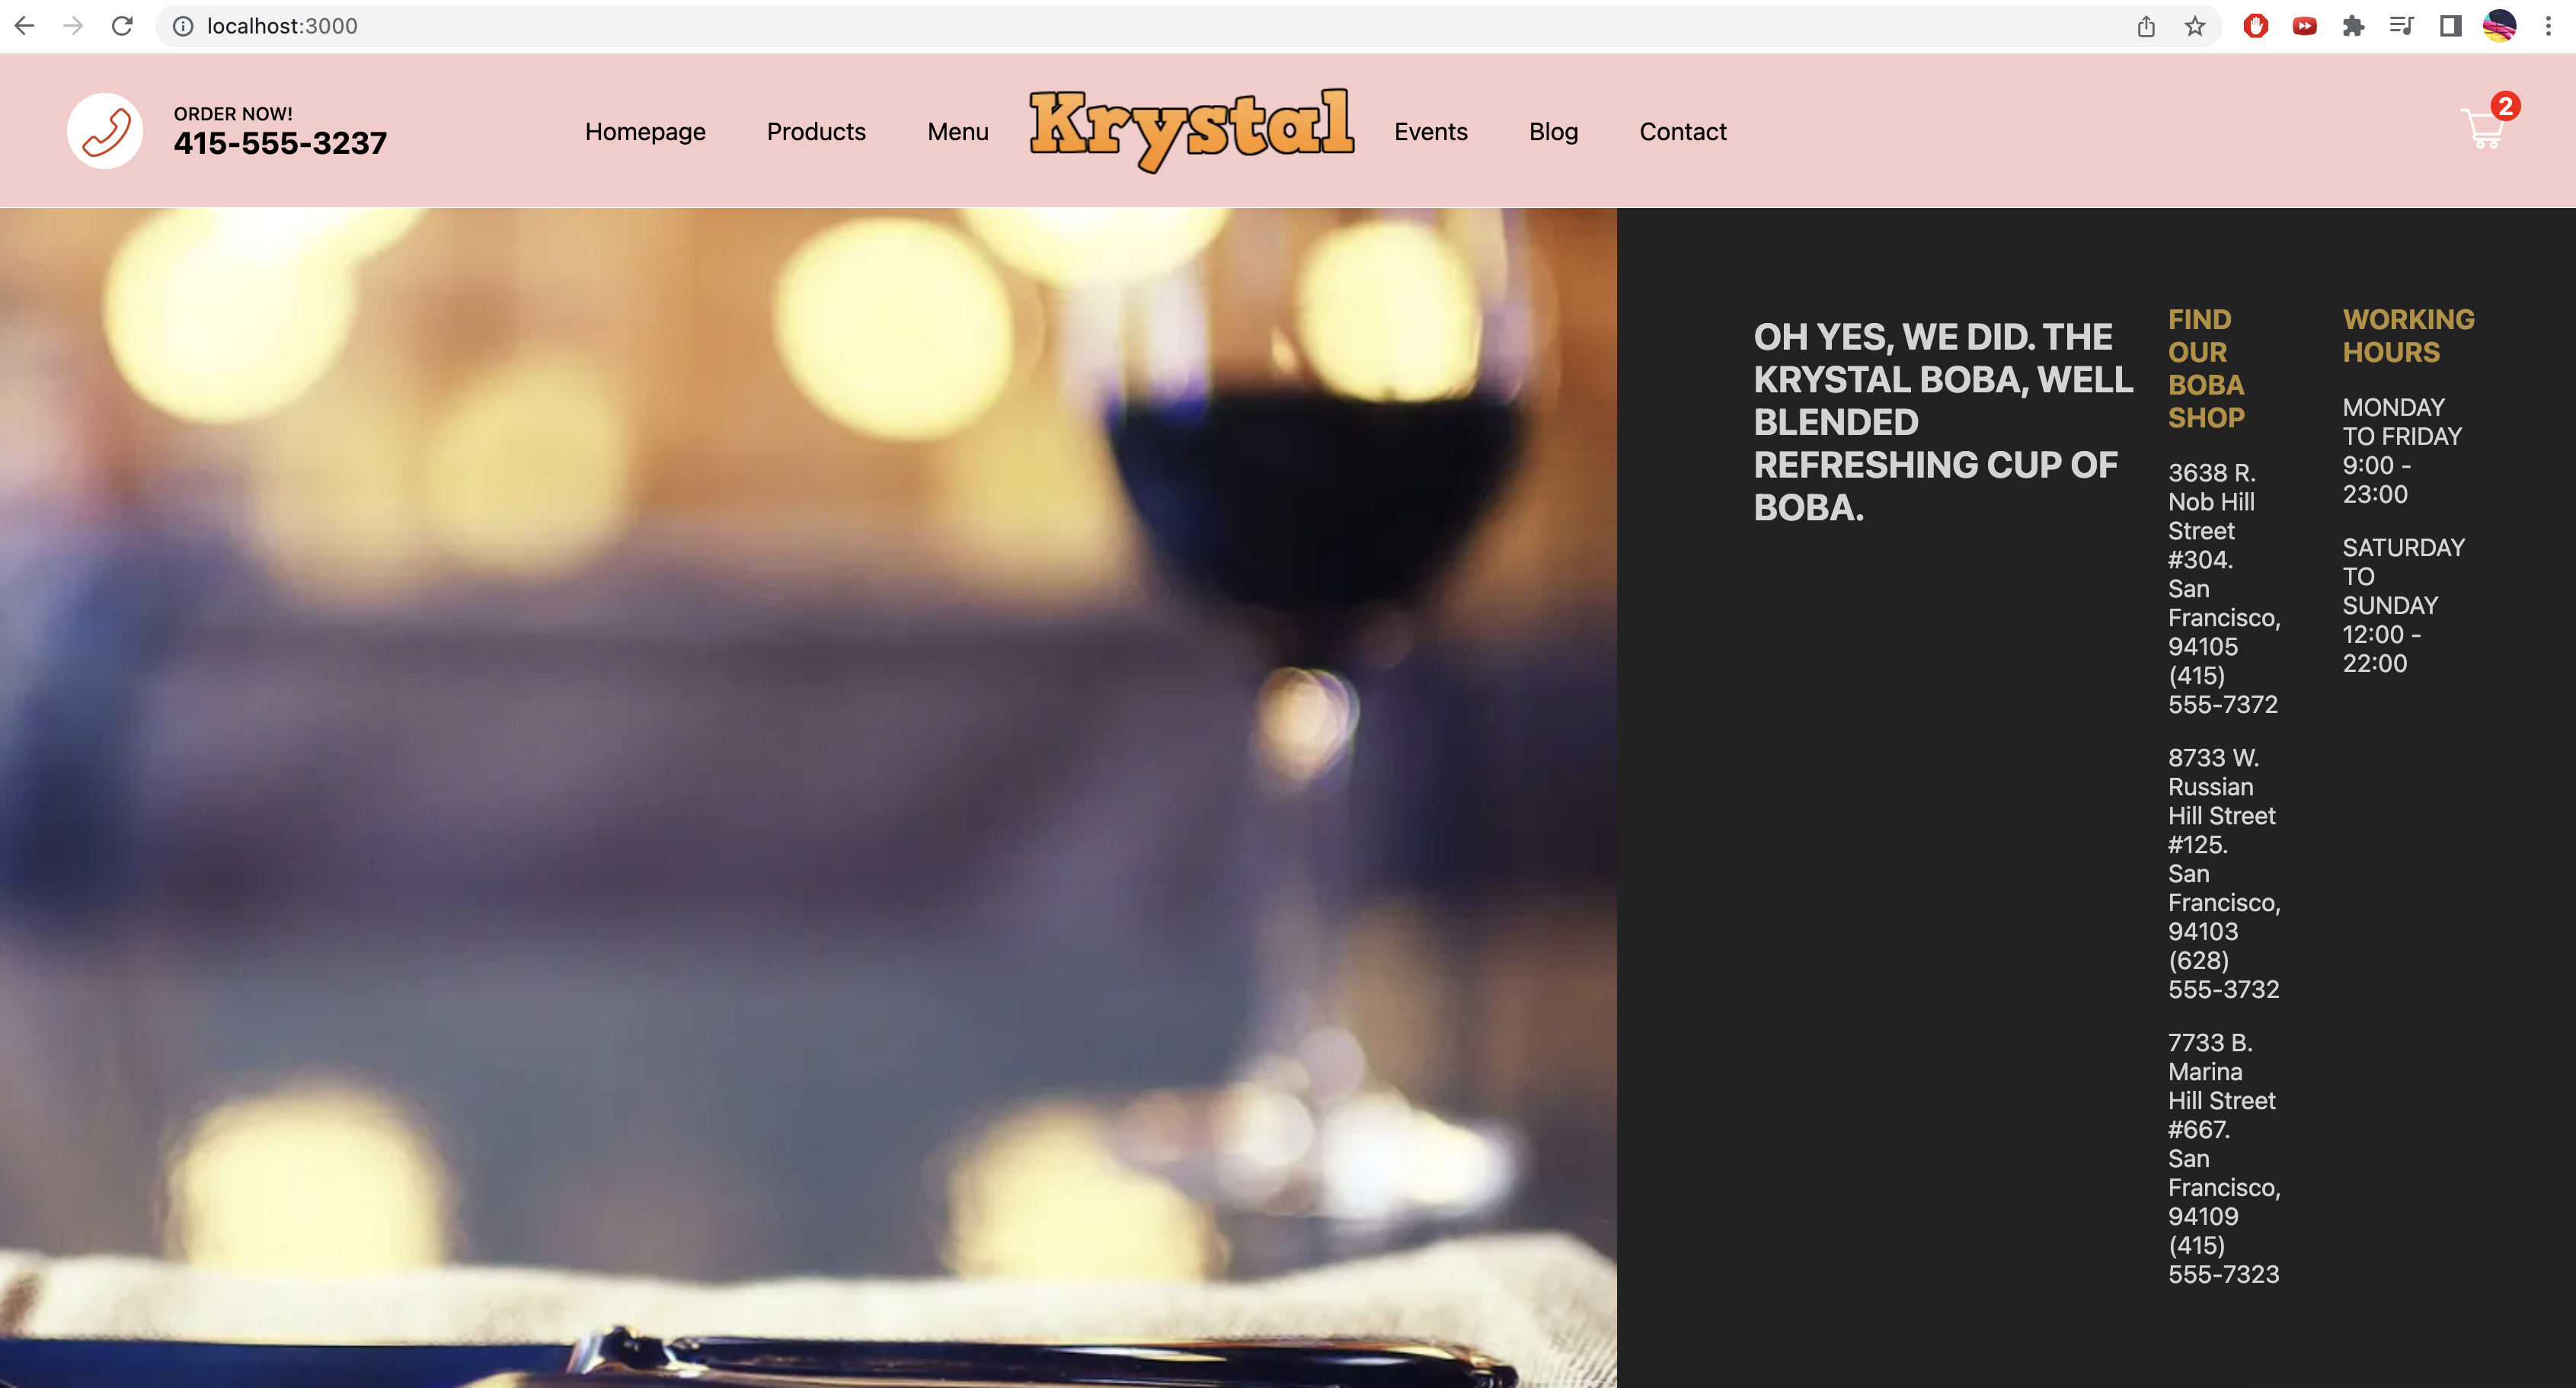 localhost:3000
ORDER NOW!
415-555-3237
Homepage
Products
Menu
Krystal
Events
Blog
Contact
2
OH YES, WE DID. THE
KRYSTAL BOBA, WELL
BLENDED
REFRESHING CUP OF
BOBA.
FIND
OUR
BOBA
SHOP
3638 R.
Nob Hill
Street
#304.
San
Francisco,
94105
(415)
555-7372
8733 W.
Russian
Hill Street
#125.
San
Francisco,
94103
(628)
555-3732
7733 B.
Marina
Hill Street
#667.
San
Francisco,
94109
(415)
555-7323
WORKING
HOURS
MONDAY
TO FRIDAY
9:00 -
23:00
SATURDAY
TO
SUNDAY
12:00 -
22:00